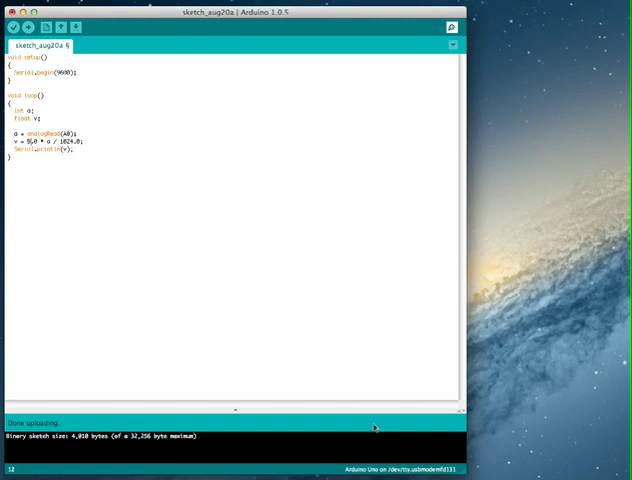 sketch_aug20a | Arduino 1.0.5
sketch_aug20a §
void setup()
{
Serial.begin(9600);
}
void loop()
{
int a;
float v;
a = analogRead(A0);
v = 5.0 * a / 1024.0;
Serial.println(v);
}
Done uploading.
Binary sketch size: 4,010 bytes (of a 32,256 byte maximum)
12
Arduino Uno on /dev/tty.usbmodemfd131